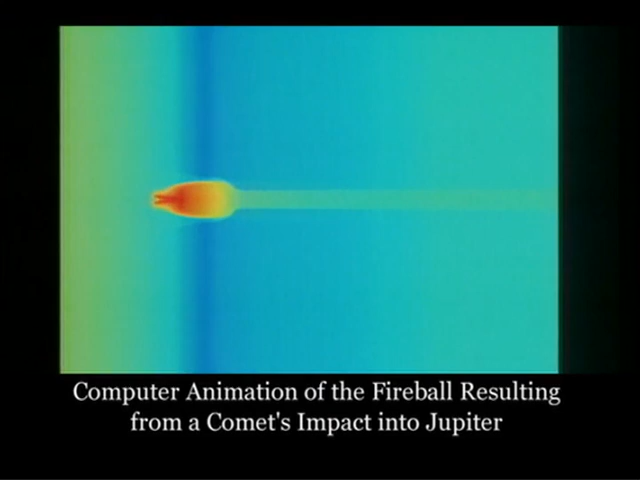 Computer Animation of the Fireball Resulting
from a Comet's Impact into Jupiter